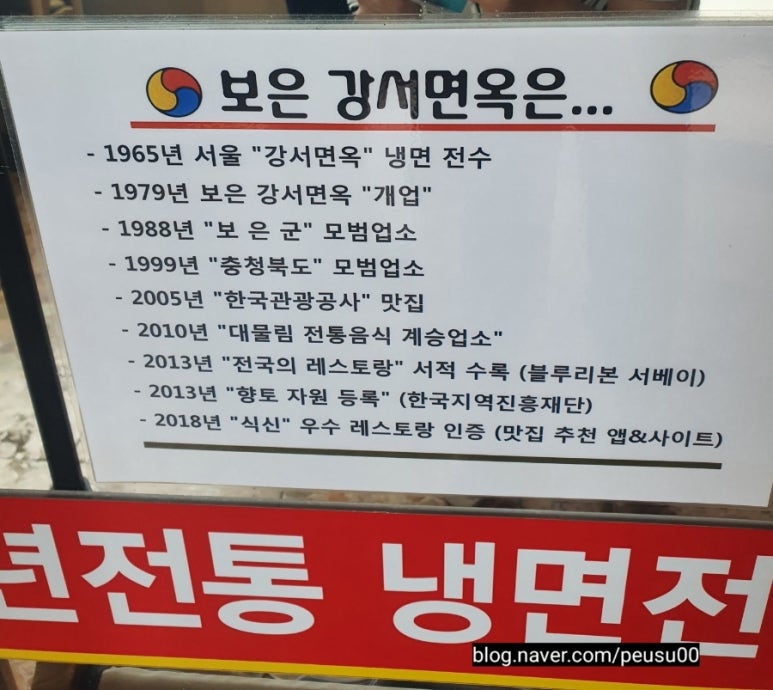 보은 강서면옥은...
- 1965년 서울 "강서면옥" 냉면 전수
- 1979년 보은 강서면옥 "개업"
- 1988년 "보 은 군" 모범업소
- 1999년 "충청북도" 모범업소
- 2005년 "한국관광공사" 맛집
- 2010년 "대물림 전통음식 계승업소"
- 2013년 "전국의 레스토랑" 서적 수록 (블루리본 서베이)
- 2013년 "향토 자원 등록" (한국지역진흥재단)
- 2018년 "식신" 우수 레스토랑 인증 (맛집 추천 앱&사이트)
년전통 냉면전
blog.naver.com/peusu00